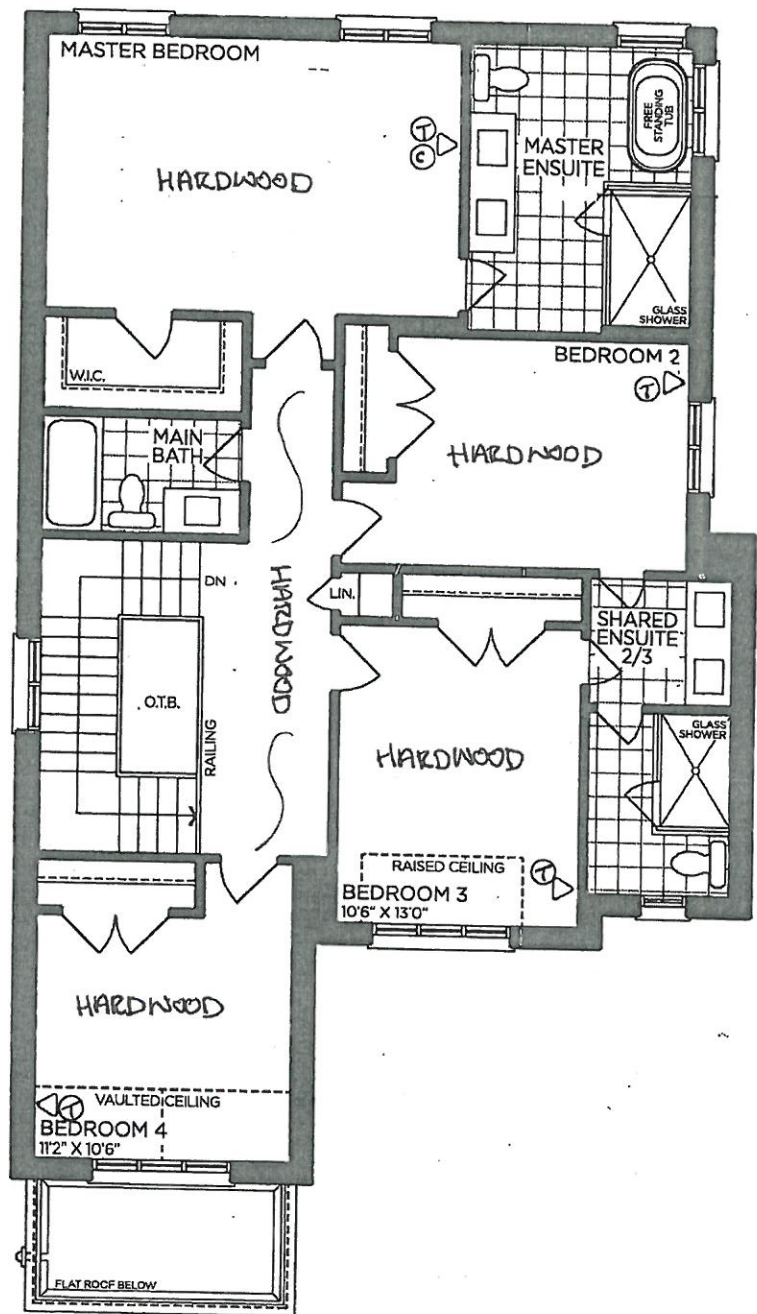 MASTER BEDROOM
HARDWOOD
T
C
MASTER
ENSUITE
FREE
STANDING
TUB
GLASS
SHOWER
W.I.C.
BEDROOM 2
T
HARDWOOD
MAIN
BATH
DN
HARDWOOD
LIN.
SHARED
ENSUITE
2/3
O.T.B.
RAILING
GLASS
SHOWER
HARDWOOD
RAISED CEILING
T
BEDROOM 3
10'6" X 13'0"
HARDWOOD
VAULTED CEILING
T
BEDROOM 4
11'2" X 10'6"
FLAT ROOF BELOW